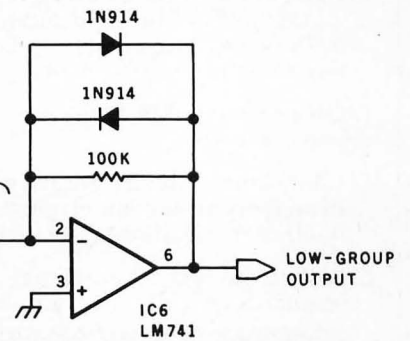 1N914
1N914
100K
2
-
6
LOW-GROUP
OUTPUT
3
+
IC6
LM741